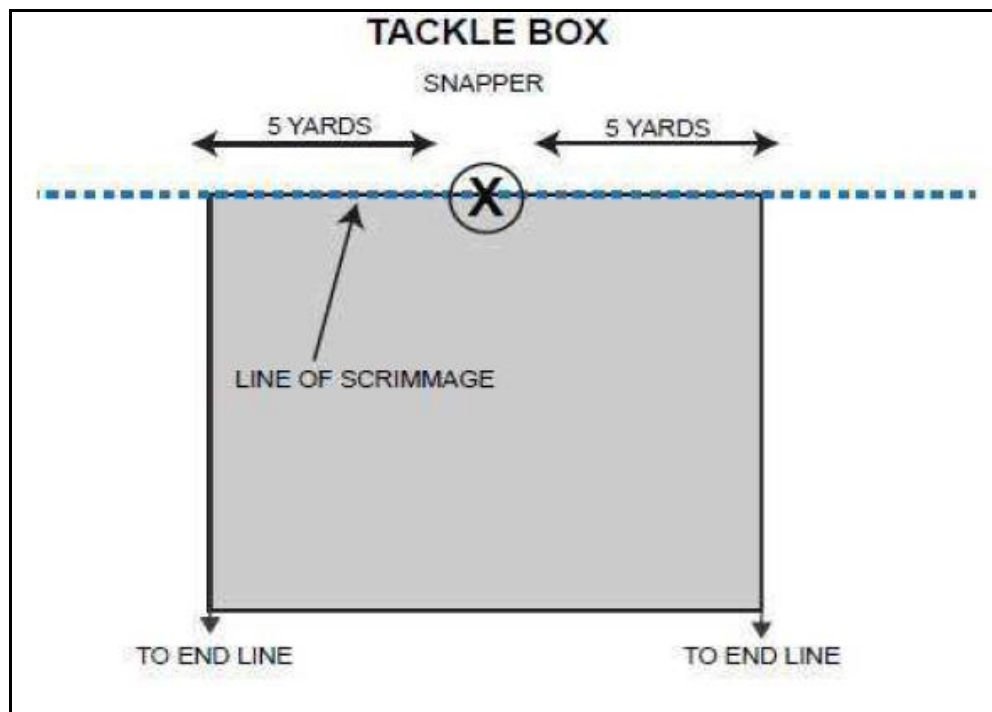 TACKLE BOX
SNAPPER
5 YARDS
5 YARDS
X
LINE OF SCRIMMAGE
TO END LINE
TO END LINE